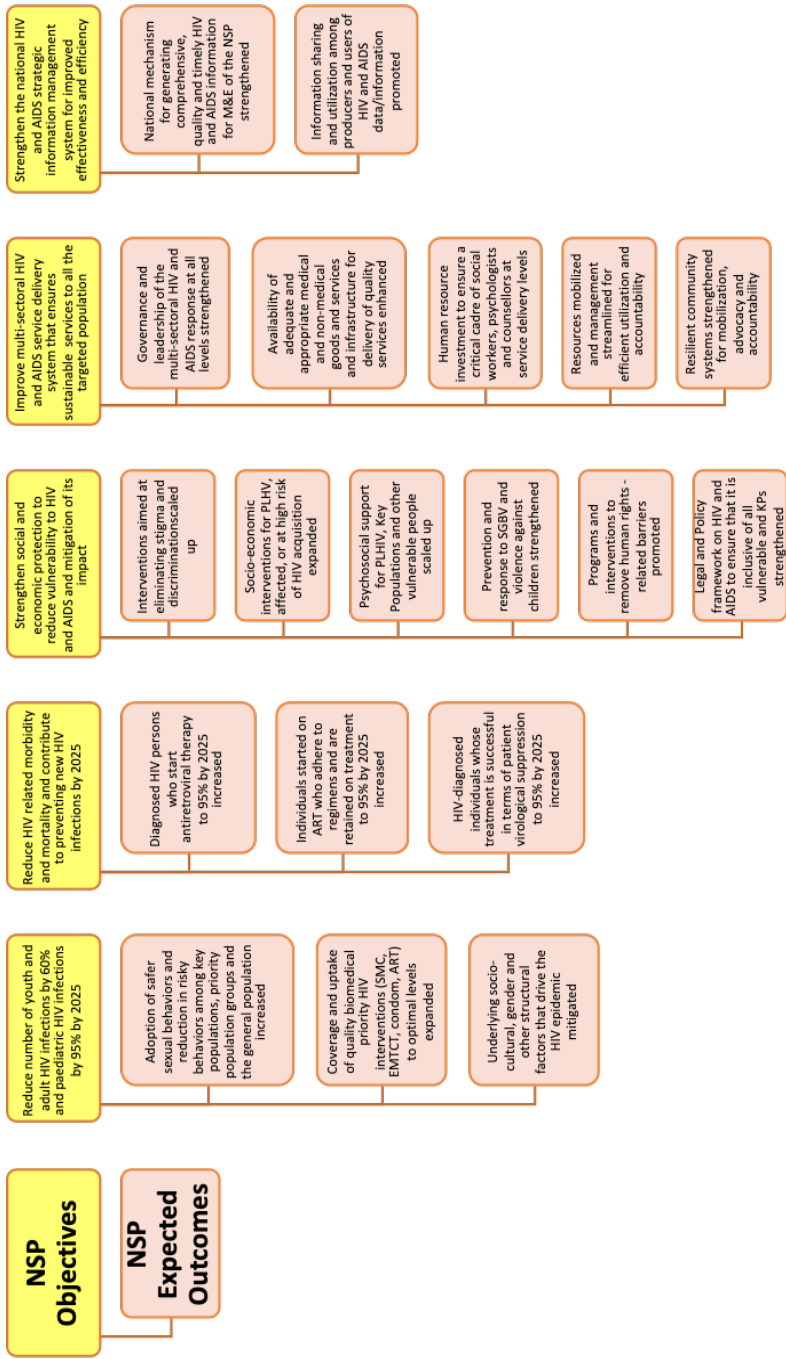 NSP
Objectives
NSP
Expected
Outcomes
Reduce number of youth and
adult HIV infections by 60%
and paediatric HIV infections
by 95% by 2025
Adoption of safer
sexual behaviors and
reduction in risky
behaviors among key
populations, priority
population groups and
the general population
increased
Coverage and uptake
of quality biomedical
priority HIV
interventions (SMC,
EMTCT, condom, ART)
to optimal levels
expanded
Underlying socio-
cultural, gender and
other structural
factors that drive the
HIV epidemic
mitigated
Reduce HIV related morbidity
and mortality and contribute
to preventing new HIV
infections by 2025
Diagnosed HIV persons
who start
antiretroviral therapy
to 95% by 2025
increased
Individuals started on
ART who adhere to
regimens and are
retained on treatment
to 95% by 2025
increased
HIV-diagnosed
individuals whose
treatment is successful
in terms of patient
virological suppression
to 95% by 2025
increased
Strengthen social and
economic protection to
reduce vulnerability to HIV
and AIDS and mitigation of its
impact
Interventions aimed at
eliminating stigma and
discriminationscaled
up
Socio-economic
interventions for PLHV,
affected, or at high risk
of HIV acquisition
expanded
Psychosocial support
for PLHIV, Key
Populations and other
vulnerable people
scaled up
Prevention and
response to SGBV and
violence against
children strengthened
Programs and
interventions to
remove human rights -
related barriers
promoted
Legal and Policy
framework on HIV and
AIDS to ensure that it is
inclusive of all
vulnerable and KPs
strengthened
Improve multi-sectoral HIV
and AIDS service delivery
system that ensures
sustainable services to all the
targeted population
Governance and
leadership of the
multi-sectoral HIV and
AIDS response at all
levels strengthened
Availability of
adequate and
appropriate medical
and non-medical
goods and services
and infrastructure for
delivery of quality
services enhanced
Human resource
investment to ensure a
critical cadre of social
workers, psychologists
and counsellors at
service delivery levels
Resources mobilized
and management
streamlined for
efficient utilization and
accountability
Resilient community
systems strengthened
for mobilization,
advocacy and
accountability
Strengthen the national HIV
and AIDS strategic
information management
system for improved
effectiveness and efficiency
National mechanism
for generating
comprehensive,
quality and timely HIV
and AIDS information
for M&E of the NSP
strengthened
Information sharing
and utilization among
producers and users of
HIV and AIDS
data/information
promoted